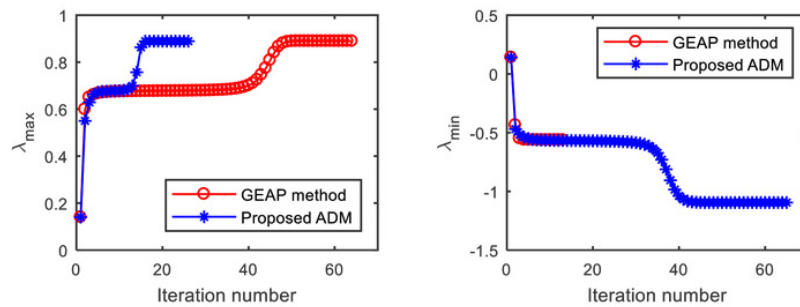 1
0.8
0.6
0.4
0.2
0
0 20 40 60
λmax
Iteration number
GEAP method
Proposed ADM
0.5
0
-0.5
-1
-1.5
0 20 40 60
λmin
Iteration number
GEAP method
Proposed ADM